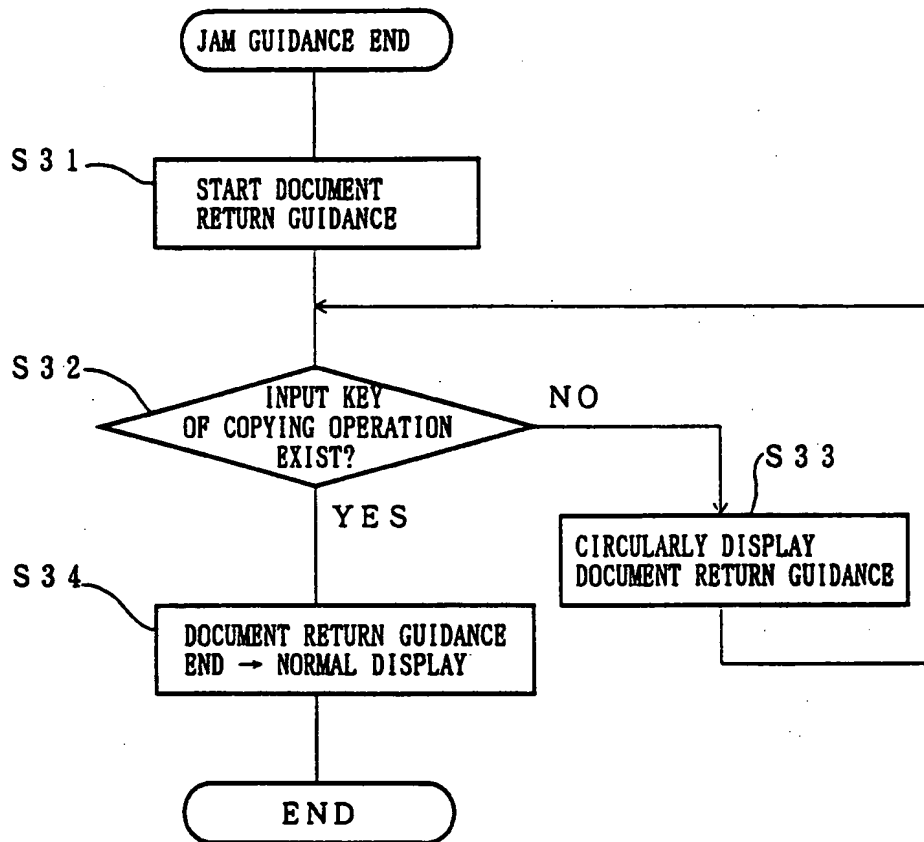 JAM GUIDANCE END
S31
START DOCUMENT
RETURN GUIDANCE
S32
INPUT KEY
OF COPYING OPERATION
EXIST?
NO
S33
YES
CIRCULARLY DISPLAY
DOCUMENT RETURN GUIDANCE
S34
DOCUMENT RETURN GUIDANCE
END → NORMAL DISPLAY
END